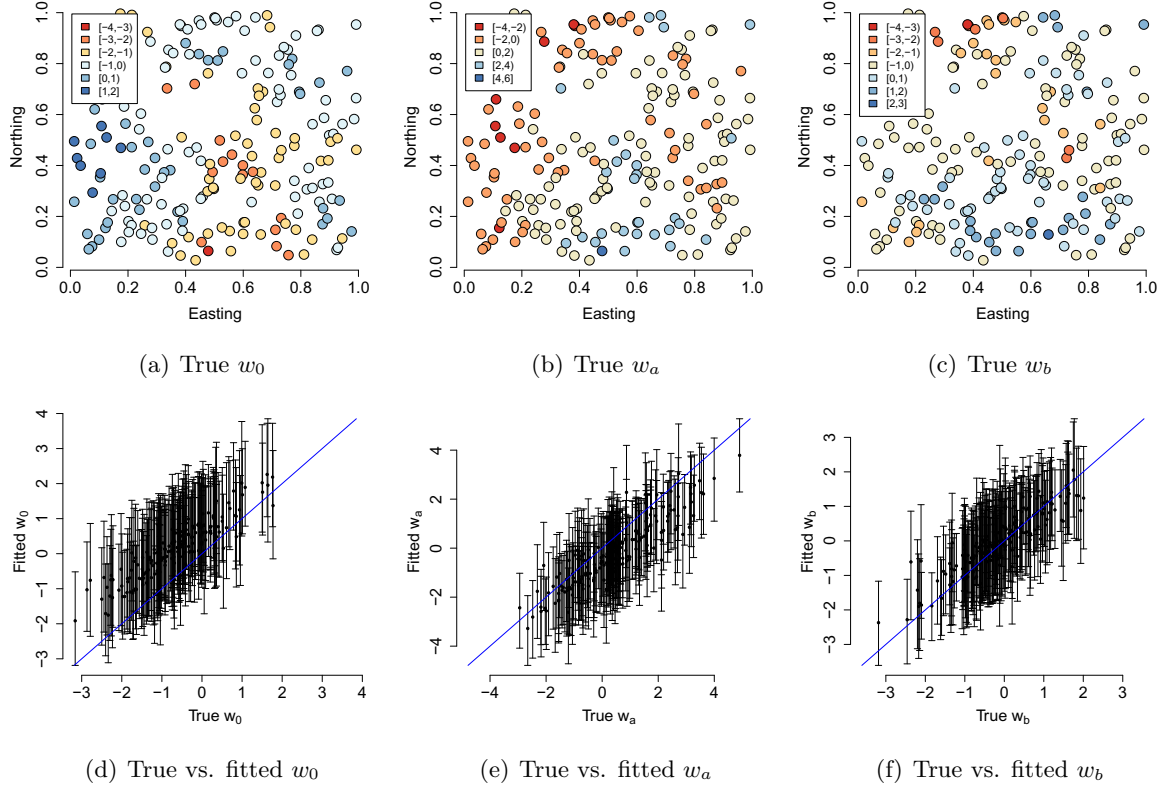 [−4,−3)
[−3,−2)
[−2,−1)
[−1,0)
[0,1)
[1,2]
Northing
0.0 0.2 0.4 0.6 0.8 1.0
0.0 0.2 0.4 0.6 0.8 1.0
Easting
(a) True w0
[−4,−2)
[−2,0)
[0,2)
[2,4)
[4,6]
Northing
0.0 0.2 0.4 0.6 0.8 1.0
0.0 0.2 0.4 0.6 0.8 1.0
Easting
(b) True wa
[−4,−3)
[−3,−2)
[−2,−1)
[−1,0)
[0,1)
[1,2)
[2,3]
Northing
0.0 0.2 0.4 0.6 0.8 1.0
0.0 0.2 0.4 0.6 0.8 1.0
Easting
(c) True wb
Fitted w0
−3 −2 −1 0 1 2 3 4
−3 −2 −1 0 1 2 3 4
True w0
(d) True vs. fitted w0
Fitted wa
−4 −2 0 2 4
−4 −2 0 2 4
True wa
(e) True vs. fitted wa
Fitted wb
−3 −2 −1 0 1 2 3
−3 −2 −1 0 1 2 3
True wb
(f) True vs. fitted wb